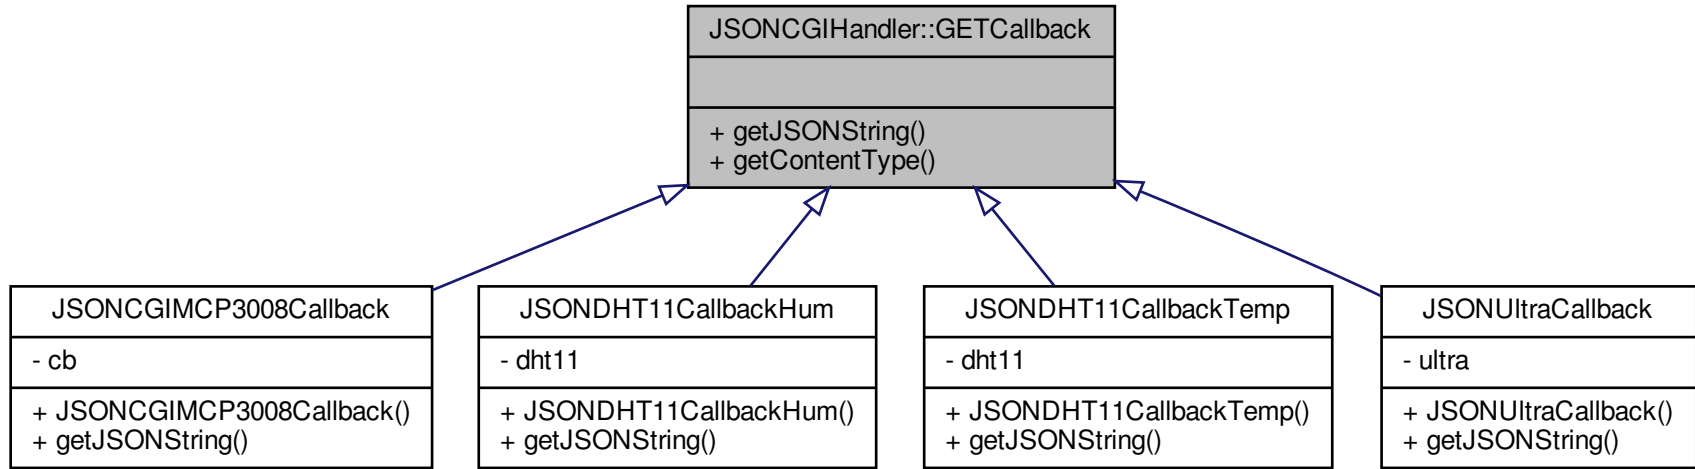 JSONCGIHandler::GETCallback
+ getJSONString()
+ getContentType()
JSONCGIMCP3008Callback
- cb
+ JSONCGIMCP3008Callback()
+ getJSONString()
JSONDHT11CallbackHum
- dht11
+ JSONDHT11CallbackHum()
+ getJSONString()
JSONDHT11CallbackTemp
- dht11
+ JSONDHT11CallbackTemp()
+ getJSONString()
JSONUltraCallback
- ultra
+ JSONUltraCallback()
+ getJSONString()